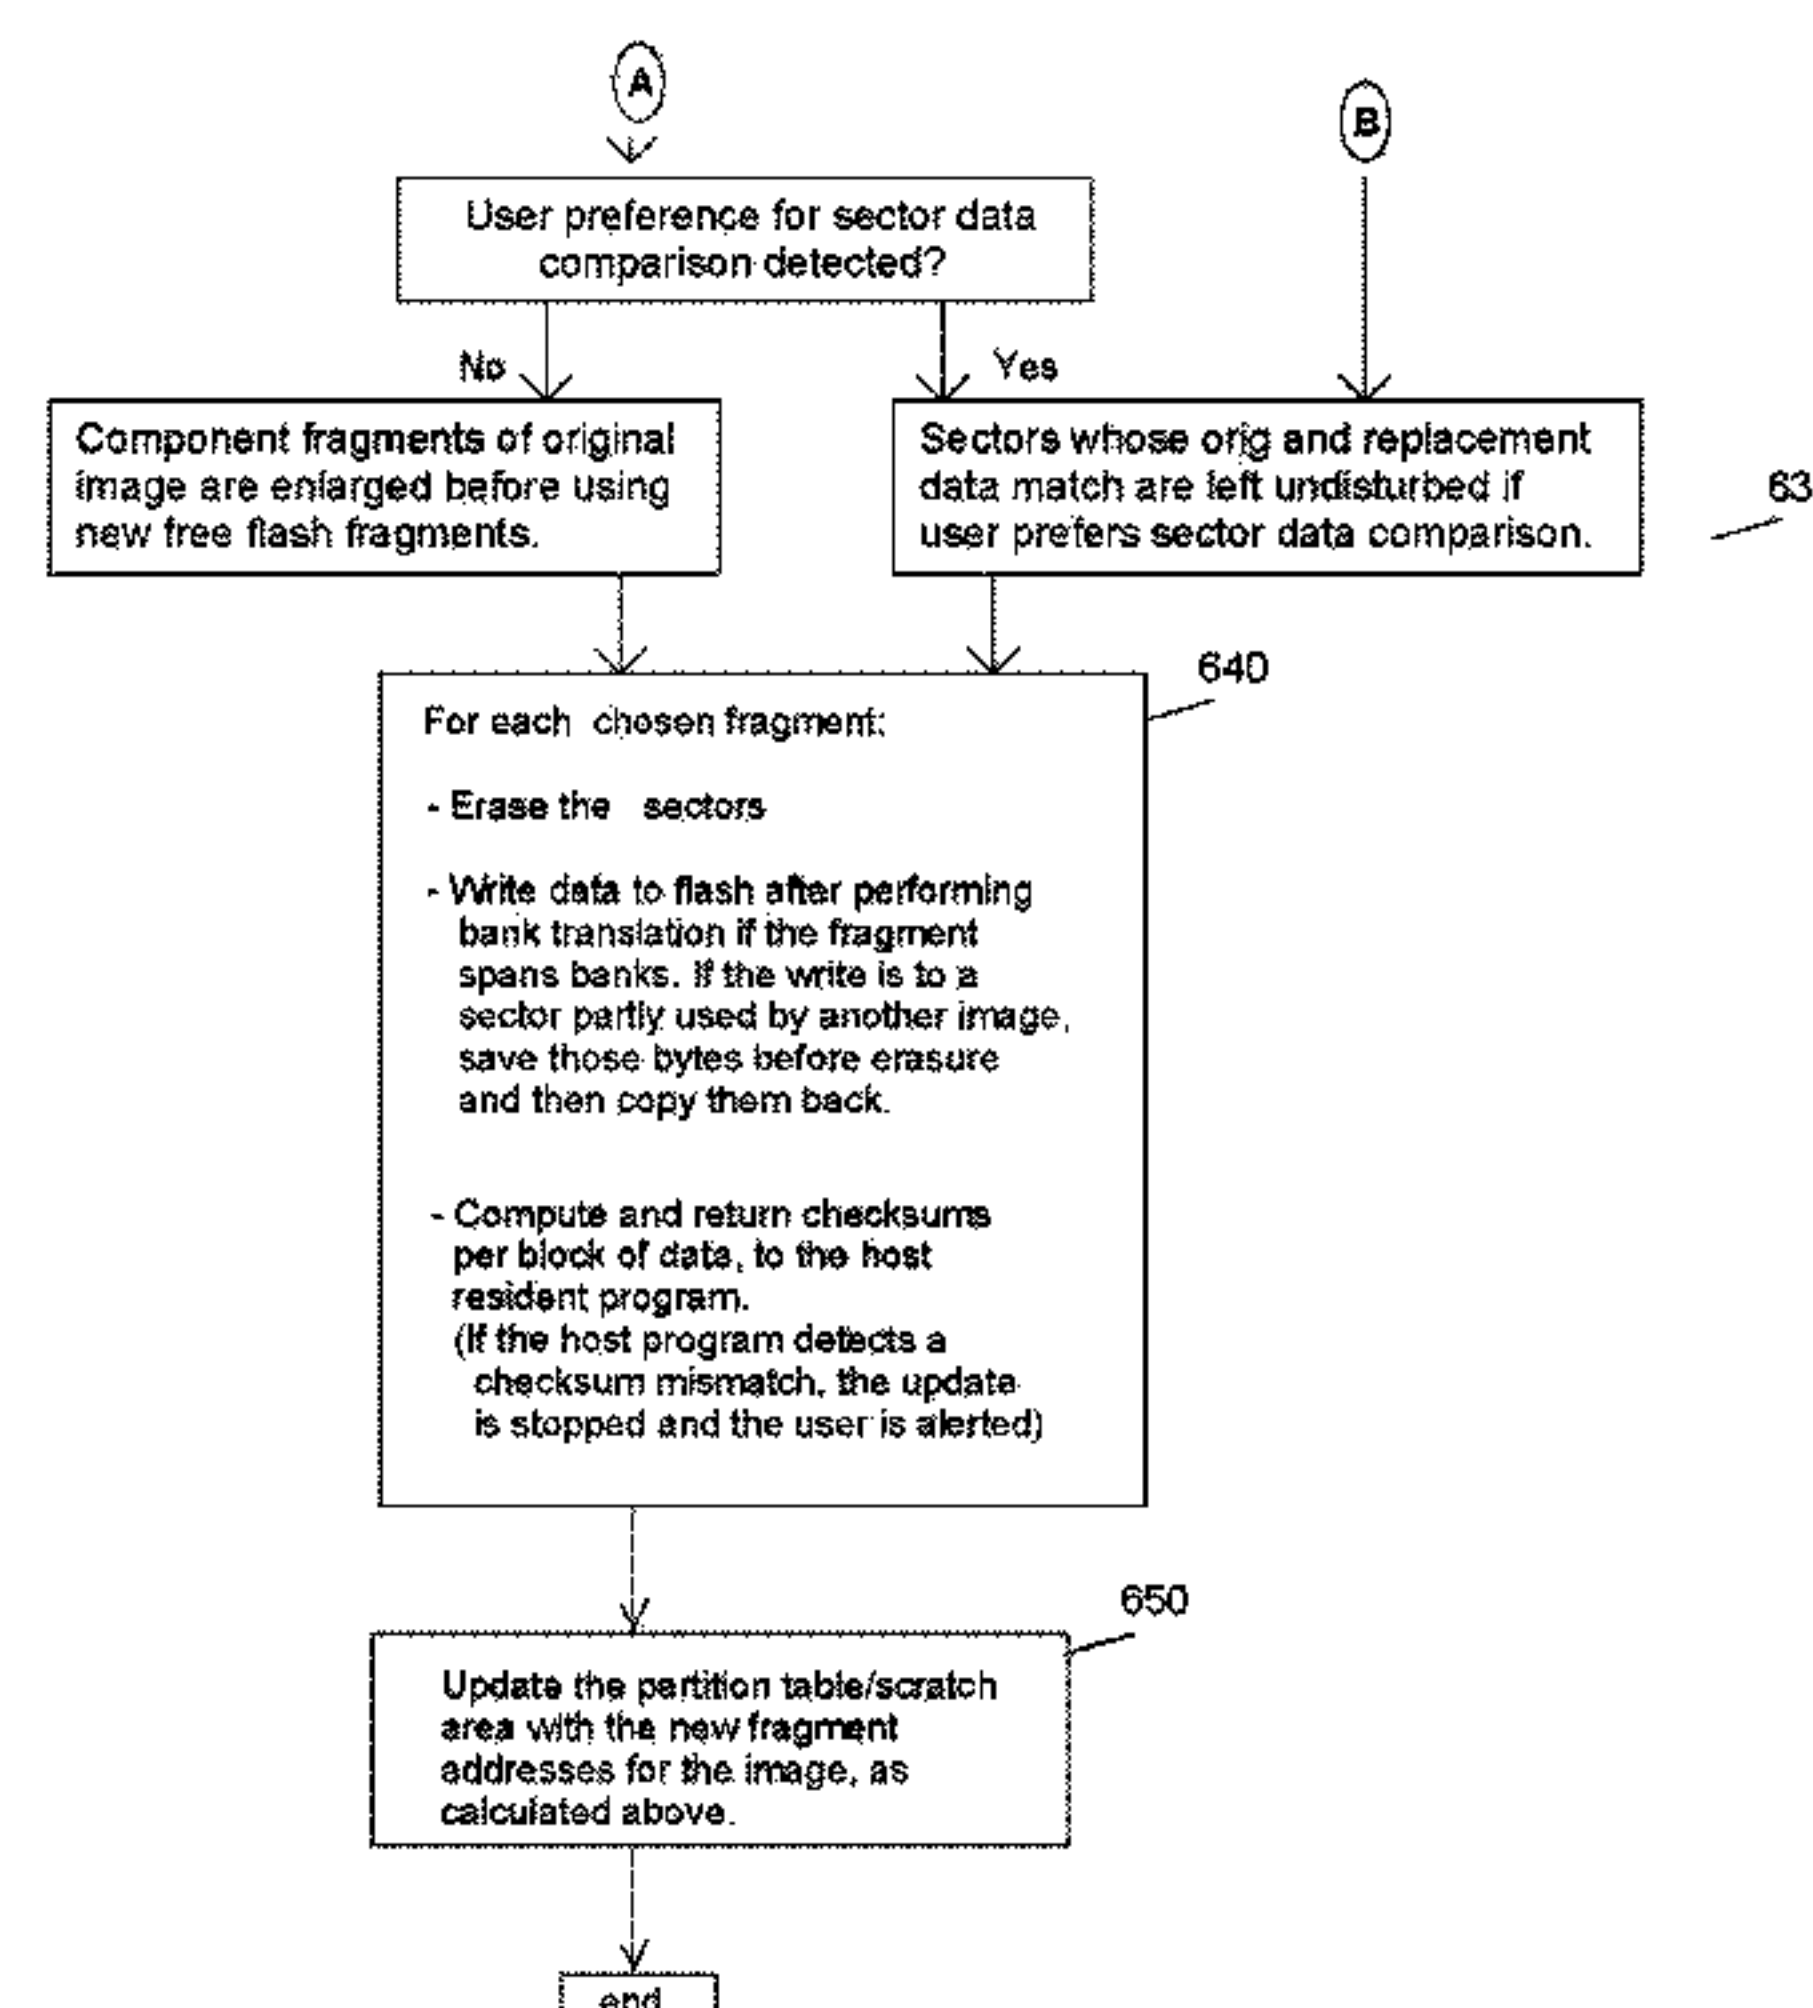 A
B
User preference for sector data
comparison detected?
No
Yes
Component fragments of original
image are enlarged before using
new free flash fragments.
Sectors whose orig and replacement
data match are left undisturbed if
user prefers sector data comparison.
63
640
For each chosen fragment:
- Erase the sectors
- Write data to flash after performing
bank translation if the fragment
spans banks. If the write is to a
sector partly used by another image,
save those bytes before erasure
and then copy them back.
- Compute and return checksums
per block of data, to the host
resident program.
(If the host program detects a
checksum mismatch, the update
is stopped and the user is alerted)
650
Update the partition table/scratch
area with the new fragment
addresses for the image, as
calculated above.
end